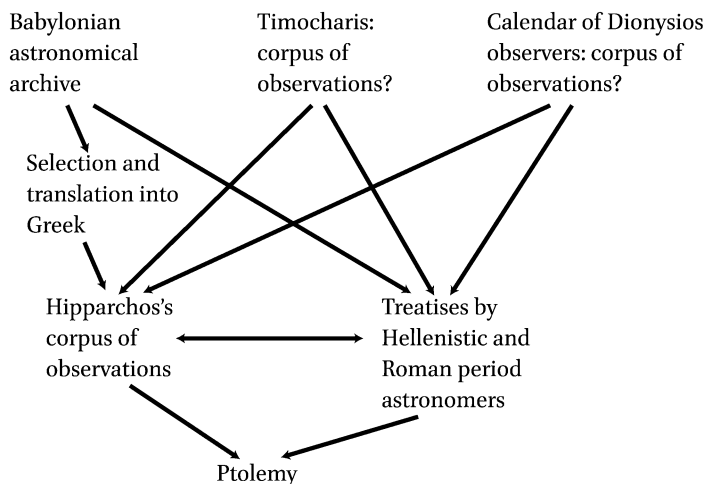 Babylonian
astronomical
archive
Timocharis:
corpus of
observations?
Calendar of Dionysios
observers: corpus of
observations?
Selection and
translation into
Greek
Hipparchos's
corpus of
observations
Treatises by
Hellenistic and
Roman period
astronomers
Ptolemy